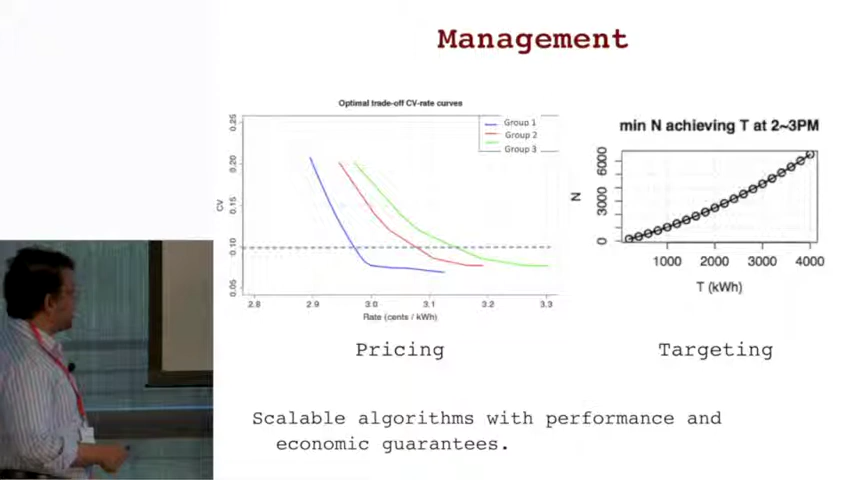 Management
Optimal trade-off CV-rate curves
Group 1
Group 2
Group 3
CV
0.25
0.20
0.15
0.10
0.05
2.8 2.9 3.0 3.1 3.2 3.3
Rate (cents / kWh)
Pricing
min N achieving T at 2~3PM
N
6000
3000
0
1000 2000 3000 4000
T (kWh)
Targeting
Scalable algorithms with performance and
economic guarantees.